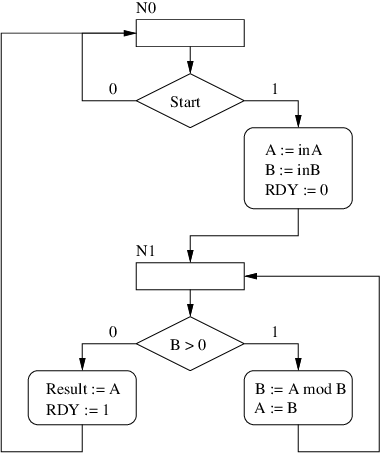 N0
0
Start
1
A := inA
B := inB
RDY := 0
N1
0
B > 0
1
Result := A
RDY := 1
B := A mod B
A := B